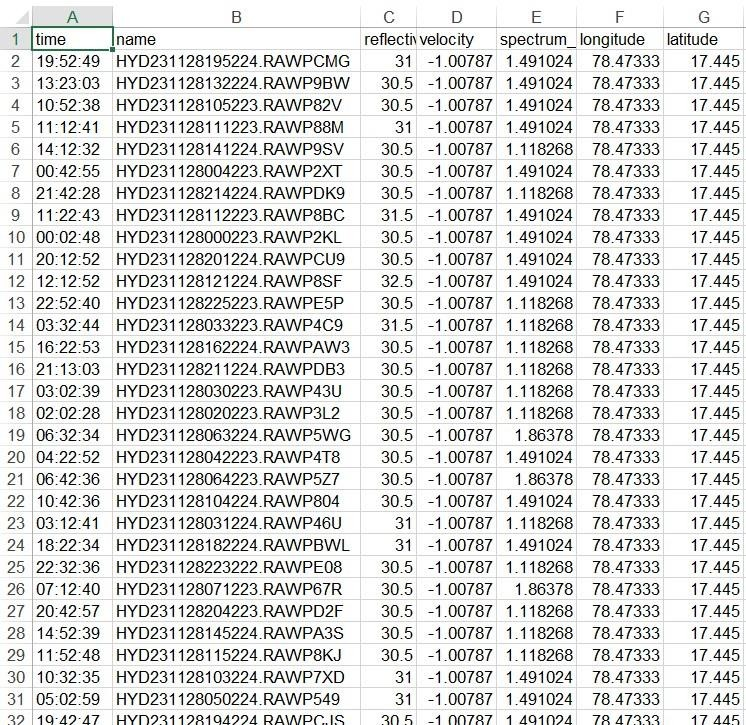 A B C D E F G
1 time name reflectiv velocity spectrum_ longitude latitude
2 19:52:49 HYD231128195224.RAWPCMG 31 -1.00787 1.491024 78.47333 17.445
3 13:23:03 HYD231128132224.RAWP9BW 30.5 -1.00787 1.491024 78.47333 17.445
4 10:52:38 HYD231128105223.RAWP82V 30.5 -1.00787 1.491024 78.47333 17.445
5 11:12:41 HYD231128111223.RAWP88M 31 -1.00787 1.491024 78.47333 17.445
6 14:12:32 HYD231128141224.RAWP9SV 30.5 -1.00787 1.118268 78.47333 17.445
7 00:42:55 HYD231128004223.RAWP2XT 30.5 -1.00787 1.491024 78.47333 17.445
8 21:42:28 HYD231128214224.RAWPDK9 30.5 -1.00787 1.118268 78.47333 17.445
9 11:22:43 HYD231128112223.RAWP8BC 31.5 -1.00787 1.491024 78.47333 17.445
10 00:02:48 HYD231128000223.RAWP2KL 30.5 -1.00787 1.491024 78.47333 17.445
11 20:12:52 HYD231128201224.RAWPCU9 30.5 -1.00787 1.491024 78.47333 17.445
12 12:12:52 HYD231128121224.RAWP8SF 32.5 -1.00787 1.491024 78.47333 17.445
13 22:52:40 HYD231128225223.RAWPE5P 30.5 -1.00787 1.118268 78.47333 17.445
14 03:32:44 HYD231128033223.RAWP4C9 31.5 -1.00787 1.118268 78.47333 17.445
15 16:22:53 HYD231128162224.RAWPAW3 30.5 -1.00787 1.118268 78.47333 17.445
16 21:13:03 HYD231128211224.RAWPDB3 30.5 -1.00787 1.118268 78.47333 17.445
17 03:02:39 HYD231128030223.RAWP43U 30.5 -1.00787 1.118268 78.47333 17.445
18 02:02:28 HYD231128020223.RAWP3L2 30.5 -1.00787 1.118268 78.47333 17.445
19 06:32:34 HYD231128063224.RAWP5WG 30.5 -1.00787 1.86378 78.47333 17.445
20 04:22:52 HYD231128042223.RAWP4T8 30.5 -1.00787 1.491024 78.47333 17.445
21 06:42:36 HYD231128064223.RAWP5Z7 30.5 -1.00787 1.86378 78.47333 17.445
22 10:42:36 HYD231128104224.RAWP804 30.5 -1.00787 1.491024 78.47333 17.445
23 03:12:41 HYD231128031224.RAWP46U 31 -1.00787 1.118268 78.47333 17.445
24 18:22:34 HYD231128182224.RAWPBWL 31 -1.00787 1.491024 78.47333 17.445
25 22:32:36 HYD231128223222.RAWPE08 30.5 -1.00787 1.118268 78.47333 17.445
26 07:12:40 HYD231128071223.RAWP67R 30.5 -1.00787 1.86378 78.47333 17.445
27 20:42:57 HYD231128204223.RAWPD2F 30.5 -1.00787 1.118268 78.47333 17.445
28 14:52:39 HYD231128145224.RAWPA3S 30.5 -1.00787 1.118268 78.47333 17.445
29 11:52:48 HYD231128115224.RAWP8KJ 30.5 -1.00787 1.118268 78.47333 17.445
30 10:32:35 HYD231128103224.RAWP7XD 31 -1.00787 1.491024 78.47333 17.445
31 05:02:59 HYD231128050224.RAWP549 31 -1.00787 1.491024 78.47333 17.445
32 19:42:47 HYD231128194224.RAWPCJS 30.5 -1.00787 1.491024 78.47333 17.445